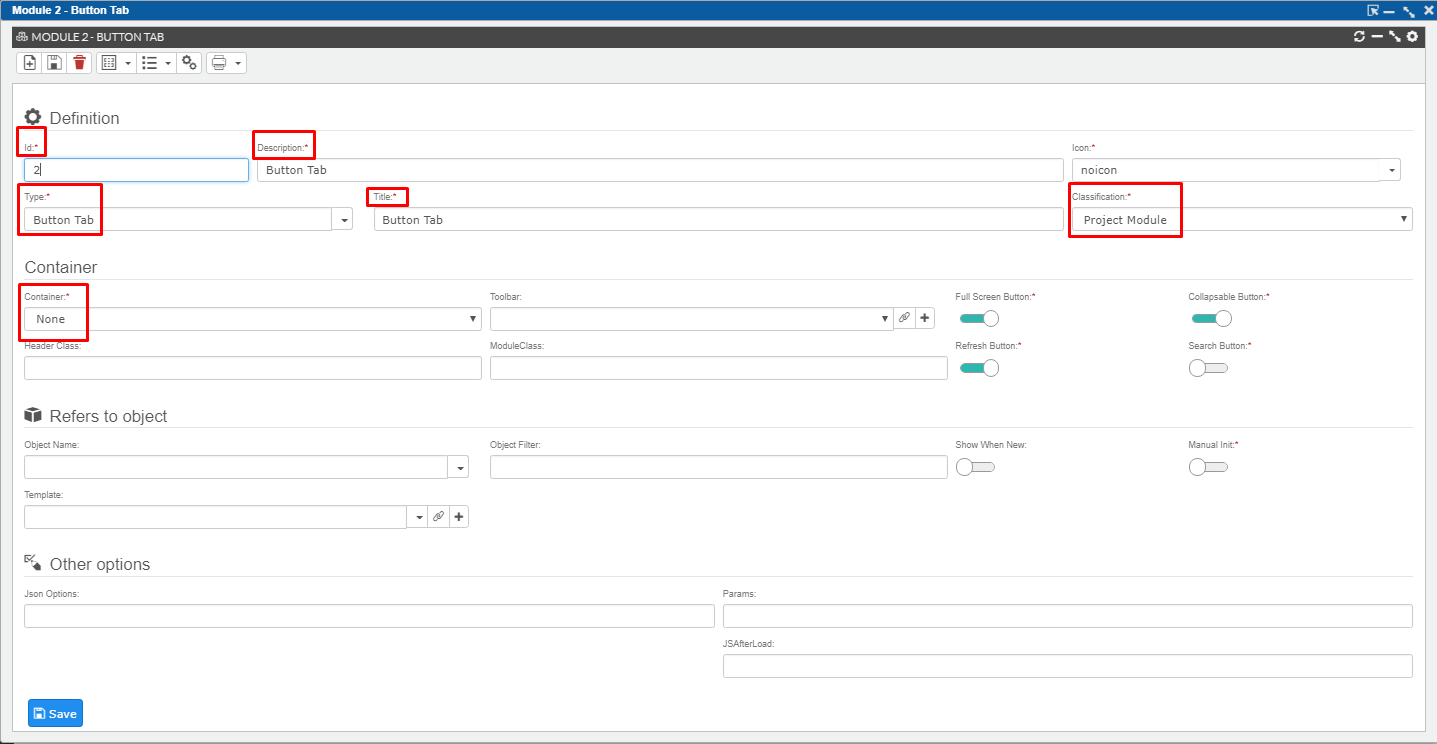 Module 2 - Button Tab
MODULE 2 - BUTTON TAB
Definition
Id:* Description:* Icon:*
2 Button Tab noicon
Type:* Title:* Classification:*
Button Tab Button Tab Project Module
Container
Container:* Toolbar: Full Screen Button:* Collapsable Button:*
None
Header Class: ModuleClass: Refresh Button:* Search Button:*
Refers to object
Object Name: Object Filter: Show When New: Manual Init:*
Template:
Other options
Json Options: Params:
JSAfterLoad:
Save